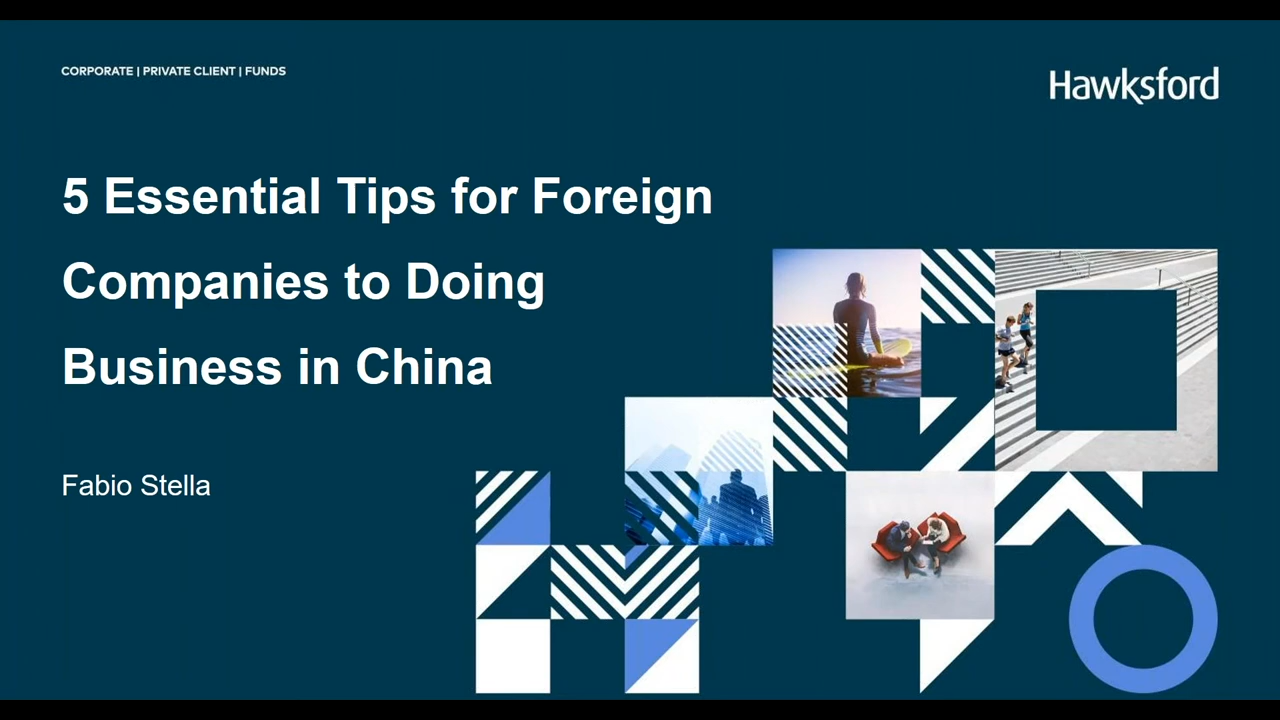 CORPORATE | PRIVATE CLIENT | FUNDS
Hawksford
5 Essential Tips for Foreign
Companies to Doing
Business in China
Fabio Stella